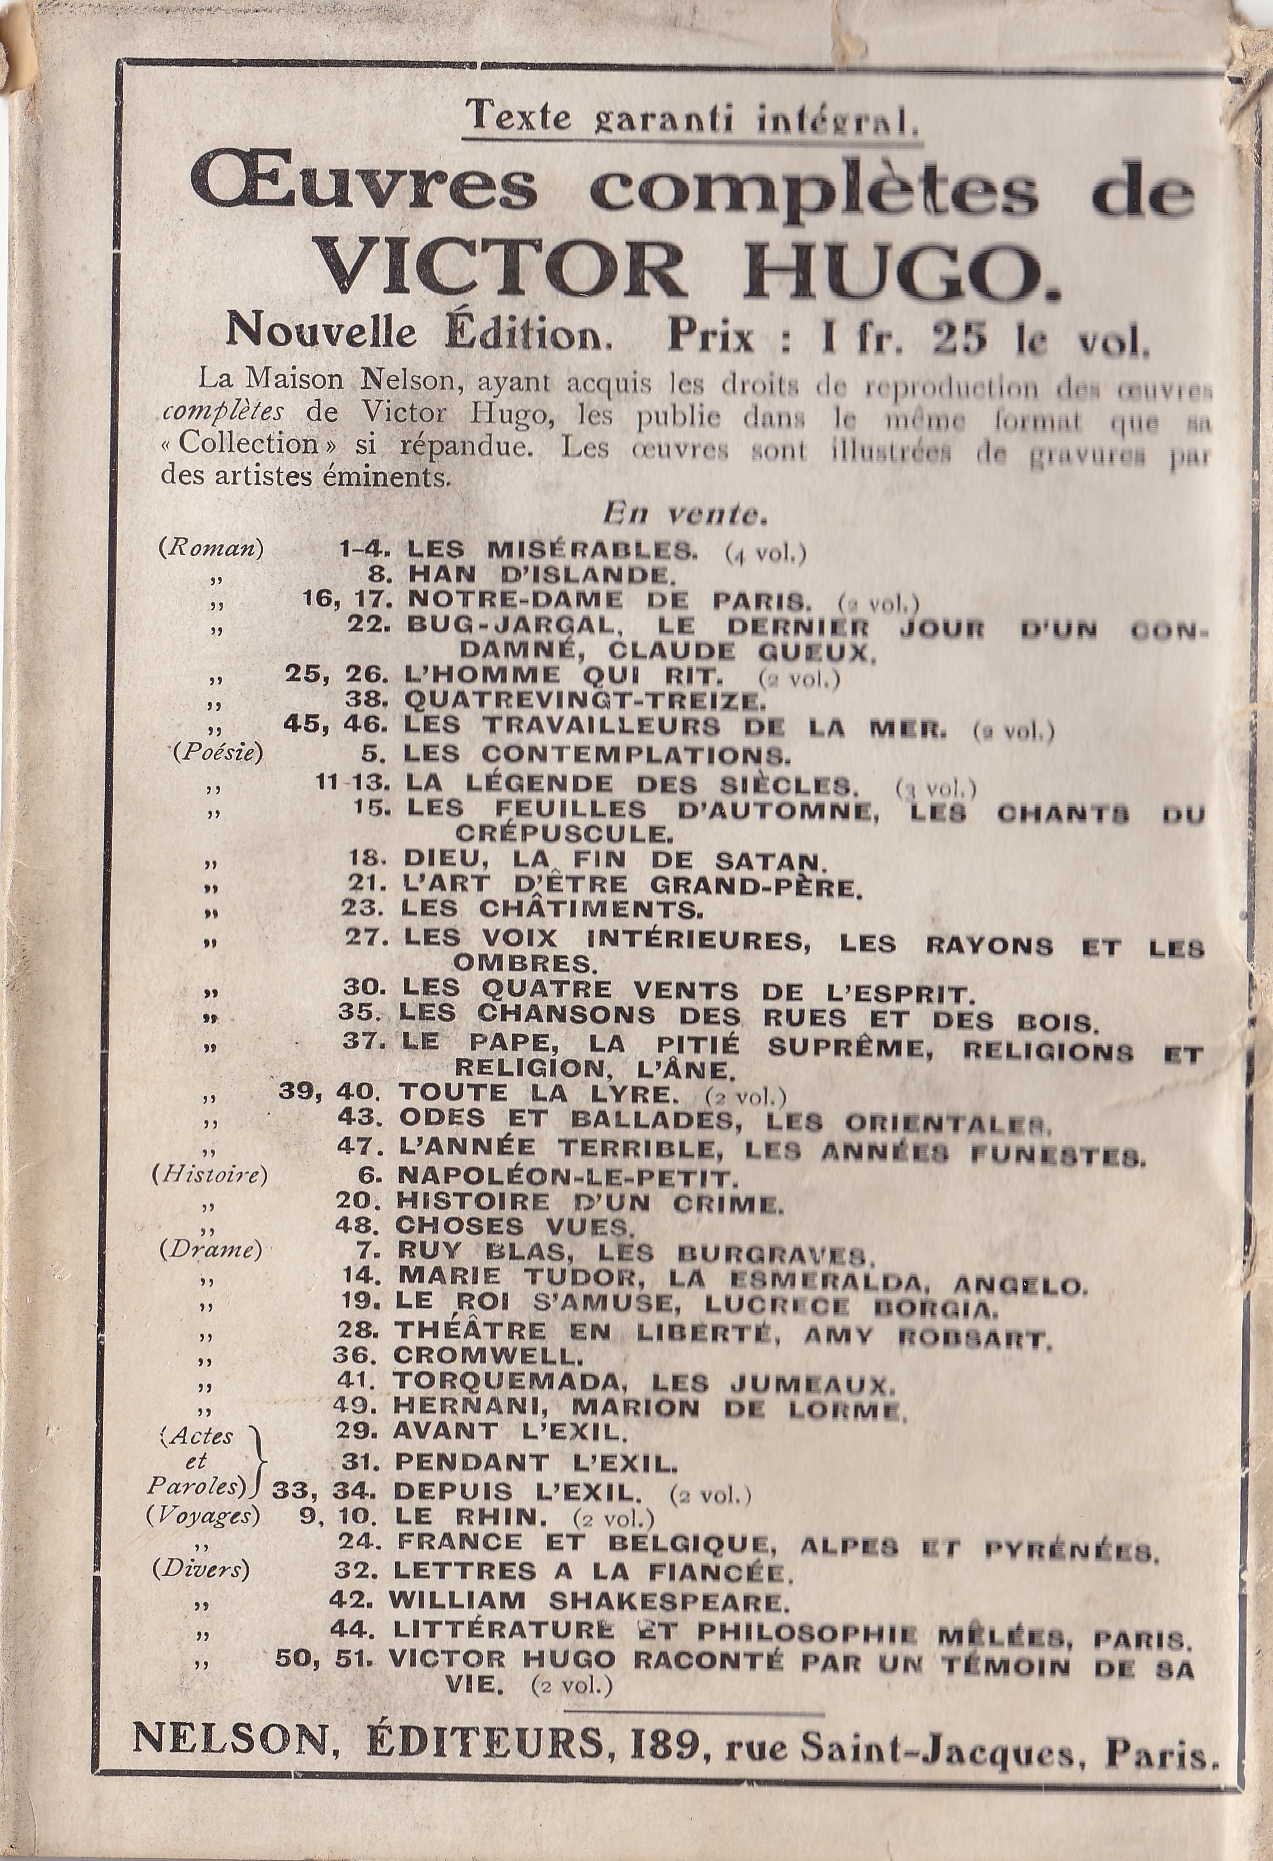 Texte garanti intégral.
Œuvres complètes de
VICTOR HUGO.
Nouvelle Édition. Prix : 1 fr. 25 le vol.
La Maison Nelson, ayant acquis les droits de reproduction des œuvres
complètes de Victor Hugo, les publie dans le même format que sa
« Collection » si répandue. Les œuvres sont illustrées de gravures par
des artistes éminents.
En vente.
(Roman) 1-4. LES MISÉRABLES. (4 vol.)
„ 8. HAN D'ISLANDE.
„ 16, 17. NOTRE-DAME DE PARIS. (2 vol.)
„ 22. BUG-JARGAL, LE DERNIER JOUR D'UN CON-
DAMNÉ, CLAUDE GUEUX.
„ 25, 26. L'HOMME QUI RIT. (2 vol.)
„ 38. QUATREVINGT-TREIZE.
„ 45, 46. LES TRAVAILLEURS DE LA MER. (2 vol.)
(Poésie) 5. LES CONTEMPLATIONS.
„ 11-13. LA LÉGENDE DES SIÈCLES. (3 vol.)
„ 15. LES FEUILLES D'AUTOMNE, LES CHANTS DU
CRÉPUSCULE.
„ 18. DIEU, LA FIN DE SATAN.
„ 21. L'ART D'ÊTRE GRAND-PÈRE.
„ 23. LES CHÂTIMENTS.
„ 27. LES VOIX INTÉRIEURES, LES RAYONS ET LES
OMBRES.
„ 30. LES QUATRE VENTS DE L'ESPRIT.
„ 35. LES CHANSONS DES RUES ET DES BOIS.
„ 37. LE PAPE, LA PITIÉ SUPRÊME, RELIGIONS ET
RELIGION, L'ÂNE.
„ 39, 40. TOUTE LA LYRE. (2 vol.)
„ 43. ODES ET BALLADES, LES ORIENTALES.
„ 47. L'ANNÉE TERRIBLE, LES ANNÉES FUNESTES.
(Histoire) 6. NAPOLÉON-LE-PETIT.
„ 20. HISTOIRE D'UN CRIME.
„ 48. CHOSES VUES.
(Drame) 7. RUY BLAS, LES BURGRAVES.
„ 14. MARIE TUDOR, LA ESMERALDA, ANGELO.
„ 19. LE ROI S'AMUSE, LUCRECE BORGIA.
„ 28. THÉÂTRE EN LIBERTÉ, AMY ROBSART.
„ 36. CROMWELL.
„ 41. TORQUEMADA, LES JUMEAUX.
„ 49. HERNANI, MARION DE LORME.
(Actes 29. AVANT L'EXIL.
et 31. PENDANT L'EXIL.
Paroles) 33, 34. DEPUIS L'EXIL. (2 vol.)
(Voyages) 9, 10. LE RHIN. (2 vol.)
„ 24. FRANCE ET BELGIQUE, ALPES ET PYRÉNÉES.
(Divers) 32. LETTRES A LA FIANCÉE.
„ 42. WILLIAM SHAKESPEARE.
„ 44. LITTÉRATURE ET PHILOSOPHIE MÊLÉES, PARIS.
„ 50, 51. VICTOR HUGO RACONTÉ PAR UN TÉMOIN DE SA
VIE. (2 vol.)
NELSON, ÉDITEURS, 189, rue Saint-Jacques, Paris.